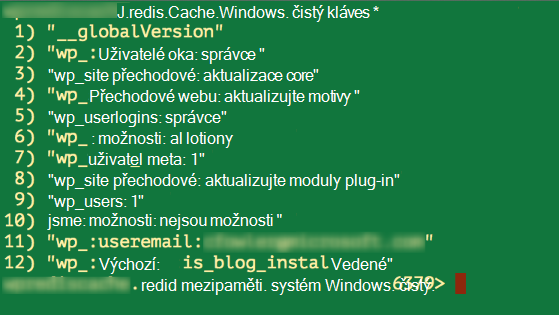 J.redis.Cache.Windows. čistý kláves *
1) "__globalVersion"
2) "wp_:Uživatelé oka: správce "
3) "wp_site přechodové: aktualizace core"
4) "wp_Přechodové webu: aktualizujte motivy "
5) "wp_userlogins: správce"
6) "wp_ : možnosti: al lotiony
7) "wp_uživatel meta: 1"
8) "wp_site přechodové: aktualizujte moduly plug-in"
9) "wp_users: 1"
10) jsme: možnosti: nejsou možnosti "
11) "wp_:useremail: "
12) "wp_:Výchozí: is_blog_instal Vedené"
. redid mezipaměti. systém Windows. čistý: 6379>